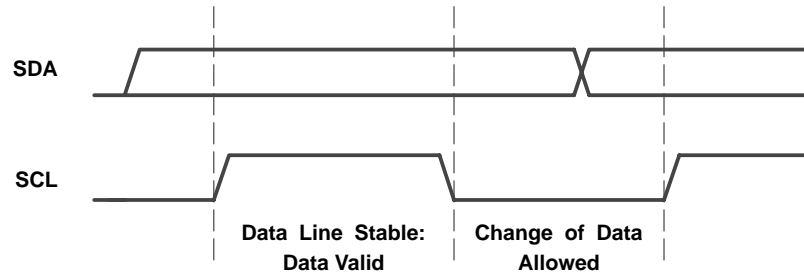 SDA
SCL
Data Line Stable:
Data Valid
Change of Data
Allowed